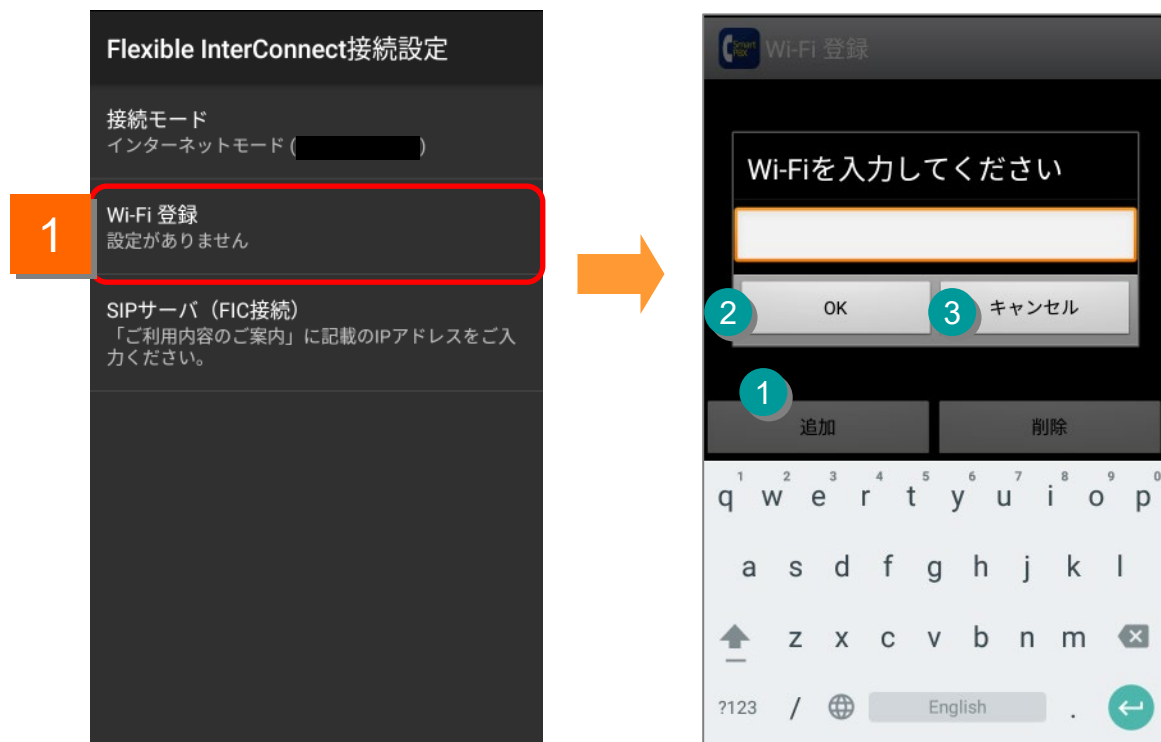 Flexible InterConnect接続設定
接続モード
インターネットモード ( )
1
Wi-Fi 登録
設定がありません
SIPサーバ（FIC接続）
「ご利用内容のご案内」に記載のIPアドレスをご入
力ください。
Smart
PBX
Wi-Fi 登録
Wi-Fiを入力してください
2
OK
3
キャンセル
1
追加
削除
1 2 3 4 5 6 7 8 9 0
q w e r t y u i o p
a s d f g h j k l
z x c v b n m
?123 / English .